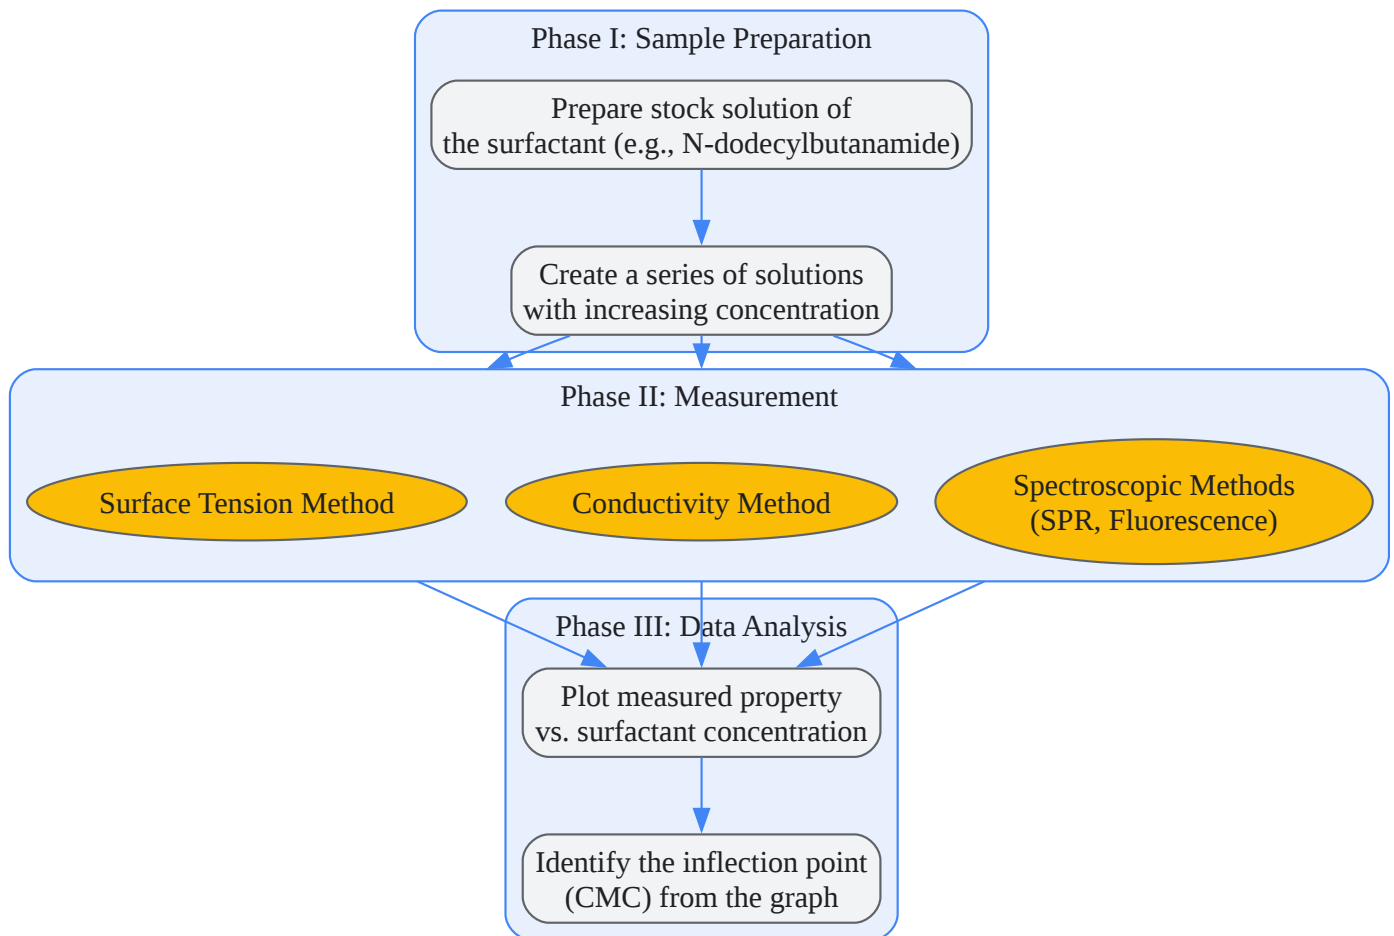 Phase I: Sample Preparation
Prepare stock solution of
the surfactant (e.g., N-dodecylbutanamide)
Create a series of solutions
with increasing concentration
Phase II: Measurement
Surface Tension Method
Conductivity Method
Spectroscopic Methods
(SPR, Fluorescence)
Phase III: Data Analysis
Plot measured property
vs. surfactant concentration
Identify the inflection point
(CMC) from the graph